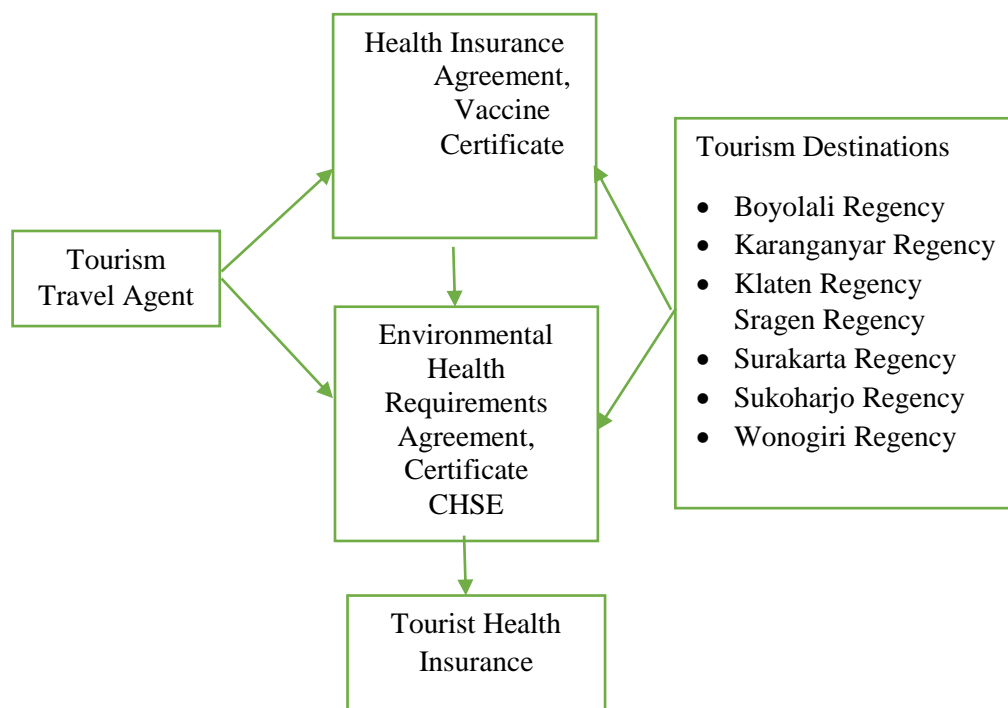 Health Insurance
Agreement,
Vaccine
Certificate
Tourism
Travel Agent
Environmental
Health
Requirements
Agreement,
Certificate
CHSE
Tourist Health
Insurance
Tourism Destinations
• Boyolali Regency
• Karanganyar Regency
• Klaten Regency
Sragen Regency
• Surakarta Regency
• Sukoharjo Regency
• Wonogiri Regency